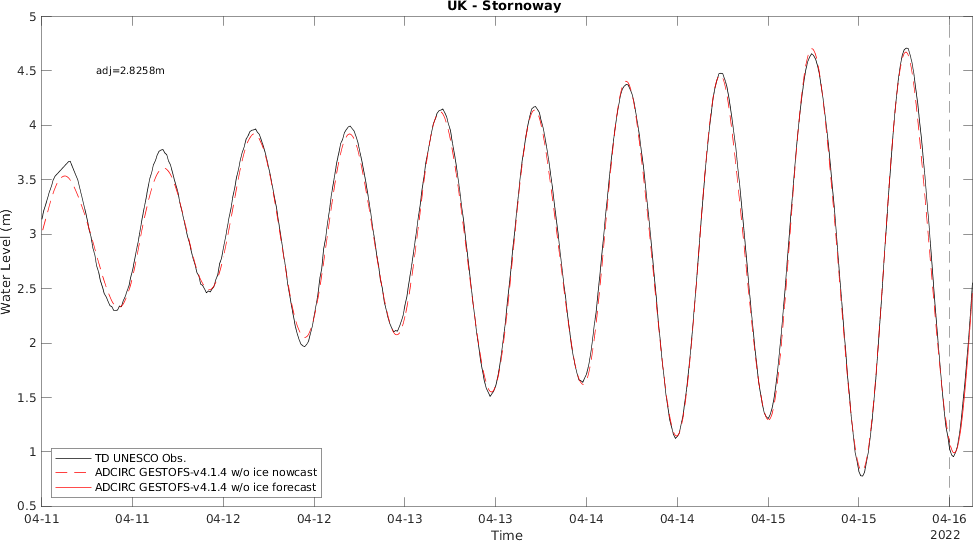 UK - Stornoway
5
4.5
4
3.5
3
2.5
2
1.5
1
0.5
Water Level (m)
adj=2.8258m
TD UNESCO Obs.
ADCIRC GESTOFS-v4.1.4 w/o ice nowcast
ADCIRC GESTOFS-v4.1.4 w/o ice forecast
04-11 04-11 04-12 04-12 04-13 04-13 04-14 04-14 04-15 04-15 04-16
Time
2022